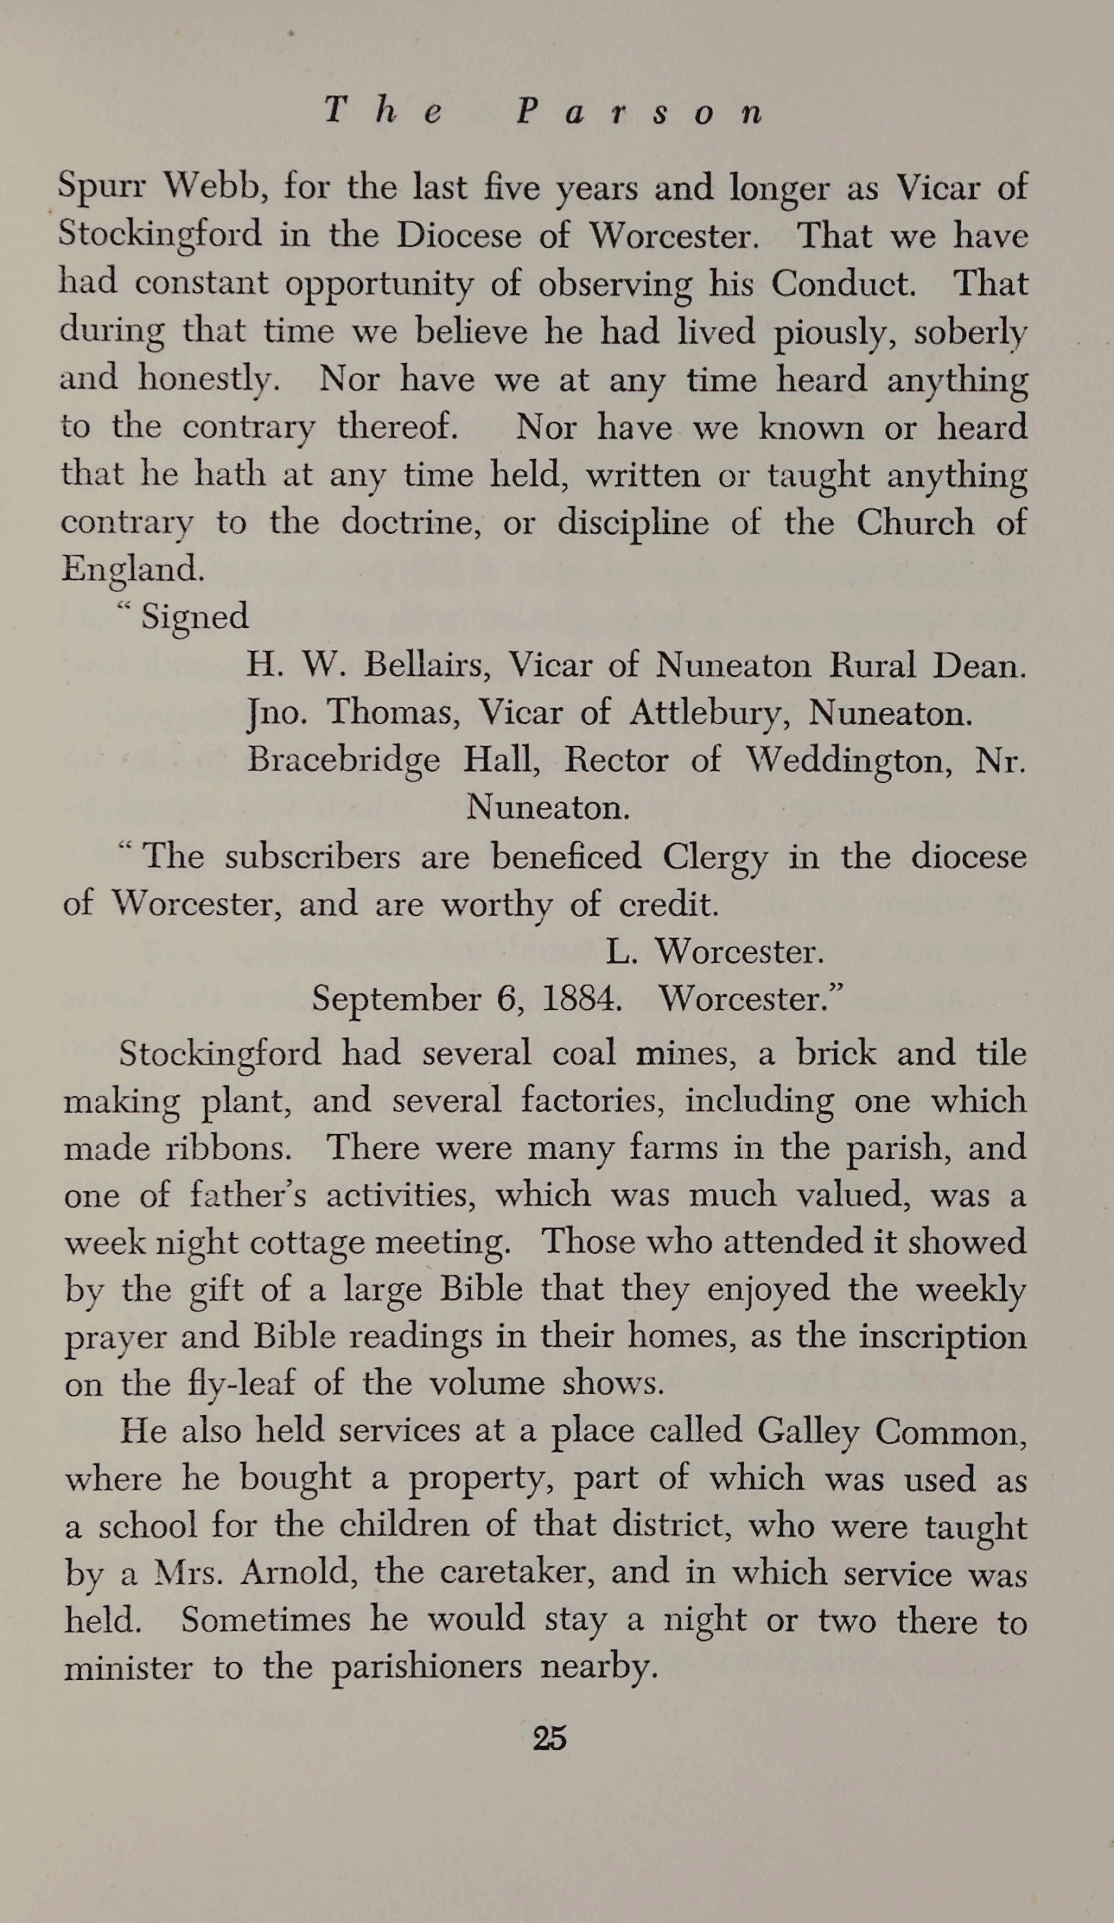 The Parson
Spurr Webb, for the last five years and longer as Vicar of
Stockingford in the Diocese of Worcester. That we have
had constant opportunity of observing his Conduct. That
during that time we believe he had lived piously, soberly
and honestly. Nor have we at any time heard anything
to the contrary thereof. Nor have we known or heard
that he hath at any time held, written or taught anything
contrary to the doctrine, or discipline of the Church of
England.
“ Signed
H. W. Bellairs, Vicar of Nuneaton Rural Dean.
Jno. Thomas, Vicar of Attlebury, Nuneaton.
Bracebridge Hall, Rector of Weddington, Nr.
Nuneaton.
“ The subscribers are beneficed Clergy in the diocese
of Worcester, and are worthy of credit.
L. Worcester.
September 6, 1884. Worcester.”
Stockingford had several coal mines, a brick and tile
making plant, and several factories, including one which
made ribbons. There were many farms in the parish, and
one of father’s activities, which was much valued, was a
week night cottage meeting. Those who attended it showed
by the gift of a large Bible that they enjoyed the weekly
prayer and Bible readings in their homes, as the inscription
on the fly-leaf of the volume shows.
He also held services at a place called Galley Common,
where he bought a property, part of which was used as
a school for the children of that district, who were taught
by a Mrs. Arnold, the caretaker, and in which service was
held. Sometimes he would stay a night or two there to
minister to the parishioners nearby.
25